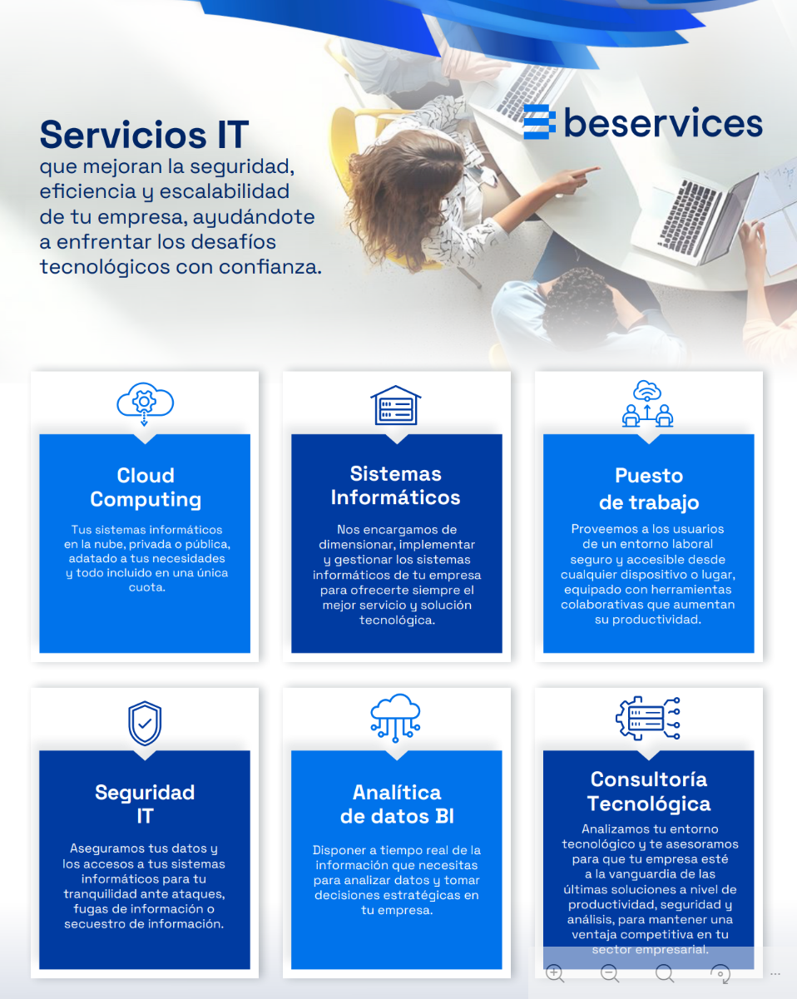 beservices
Servicios IT
que mejoran la seguridad,
eficiencia y escalabilidad
de tu empresa, ayudándote
a enfrentar los desafíos
tecnológicos con confianza.
Cloud
Computing
Tus sistemas informáticos
en la nube, privada o pública,
adatado a tus necesidades
y todo incluido en una única
cuota.
Sistemas
Informáticos
Nos encargamos de
dimensionar, implementar
y gestionar los sistemas
informáticos de tu empresa
para ofrecerte siempre el
mejor servicio y solución
tecnológica.
Puesto
de trabajo
Proveemos a los usuarios
de un entorno laboral
seguro y accesible desde
cualquier dispositivo o lugar,
equipado con herramientas
colaborativas que aumentan
su productividad.
Seguridad
IT
Aseguramos tus datos y
los accesos a tus sistemas
informáticos para tu
tranquilidad ante ataques,
fugas de información o
secuestro de información.
Analítica
de datos BI
Disponer a tiempo real de la
información que necesitas
para analizar datos y tomar
decisiones estratégicas en
tu empresa.
Consultoría
Tecnológica
Analizamos tu entorno
tecnológico y te asesoramos
para que tu empresa esté
a la vanguardia de las
últimas soluciones a nivel de
productividad, seguridad y
análisis, para mantener una
ventaja competitiva en tu
sector empresarial.